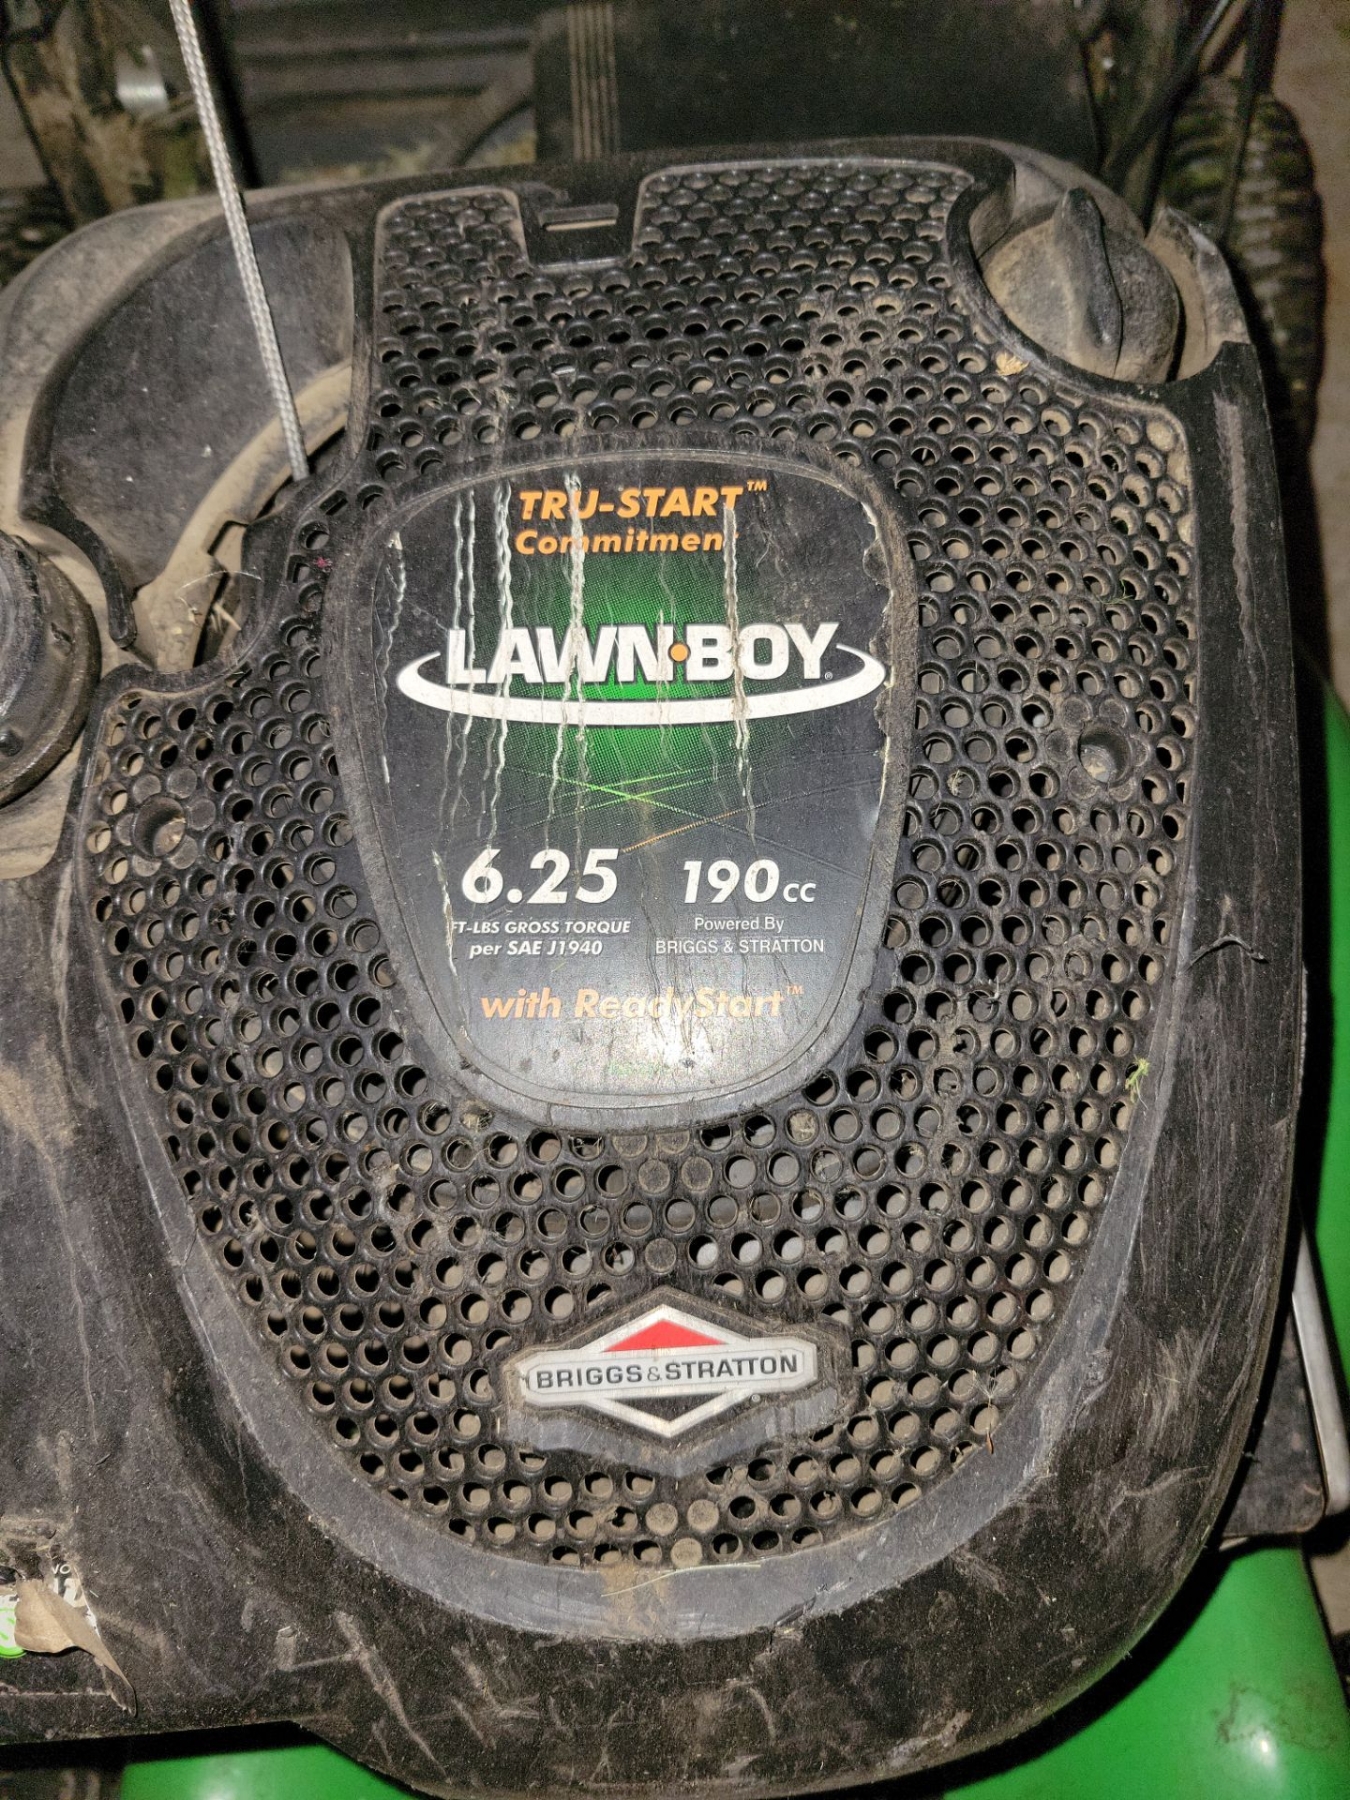 TRU-START™
Commitment
LAWN·BOY®
6.25
FT-LBS GROSS TORQUE
per SAE J1940
190cc
Powered By
BRIGGS & STRATTON
with ReadyStart™
BRIGGS & STRATTON